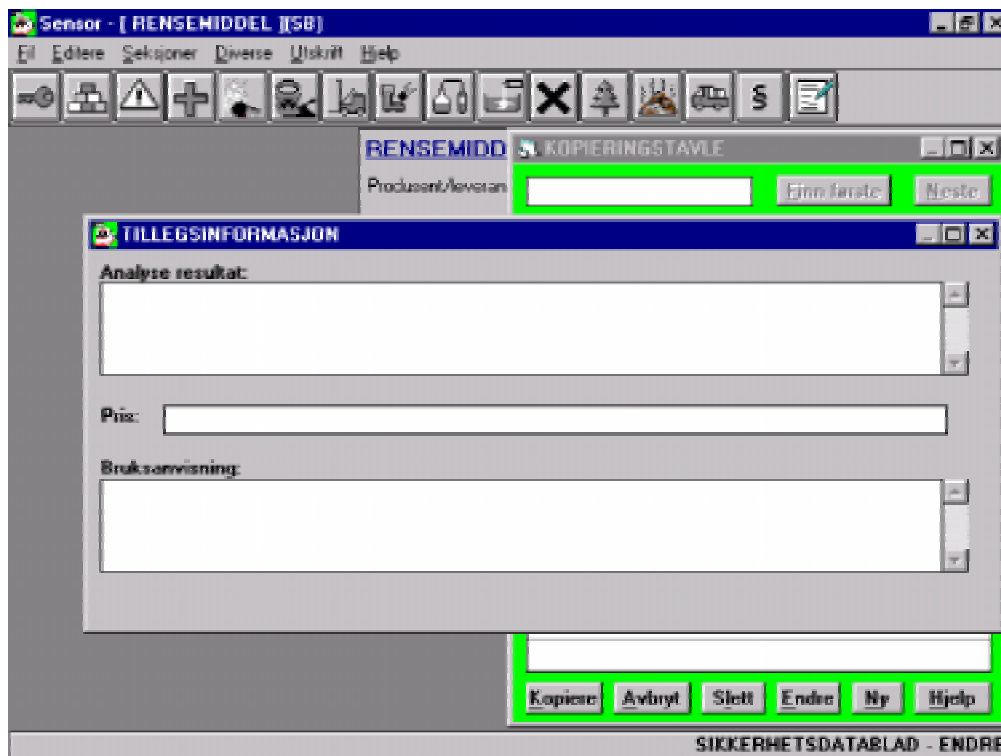 Sensor - [ RENSEMIDDEL ](SB)
Fil Editere Seksjoner Diverse Utskrift Hjelp
§
RENSEMIDD
KOPIERINGSTAVLE
Produsent/leveran
Finn første Neste
TILLEGSINFORMASJON
Analyse resultat:
Pris:
Bruksanvisning:
Kopiere Avbryt Slett Endre Ny Hjelp
SIKKERHETSDATABLAD - ENDRE